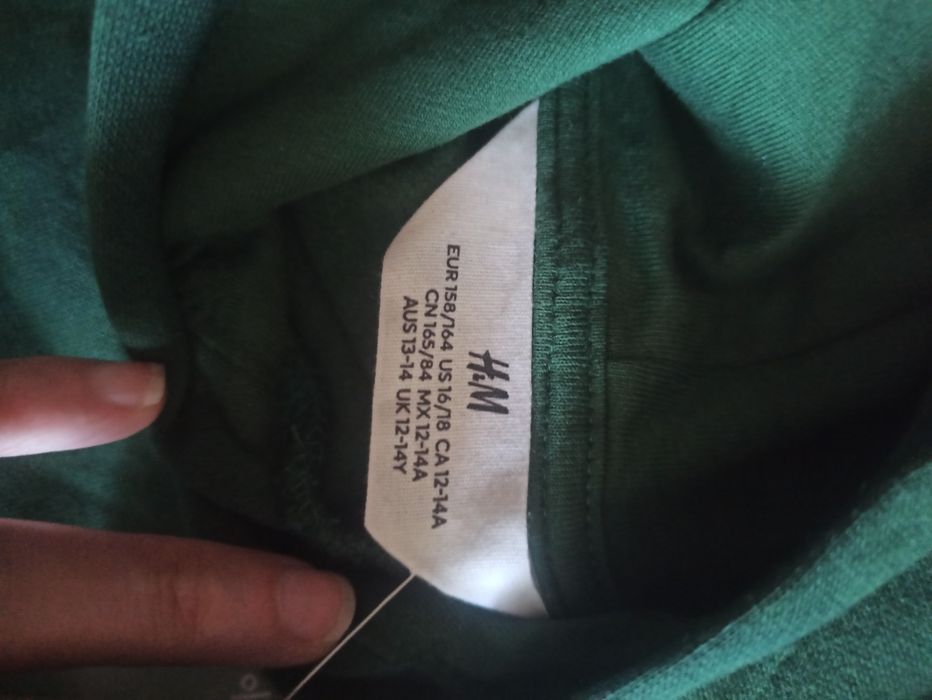 H&M
EUR 158/164 US 16/18 CA 12-14A
CN 165/84 MX 12-14A
AUS 13-14 UK 12-14Y